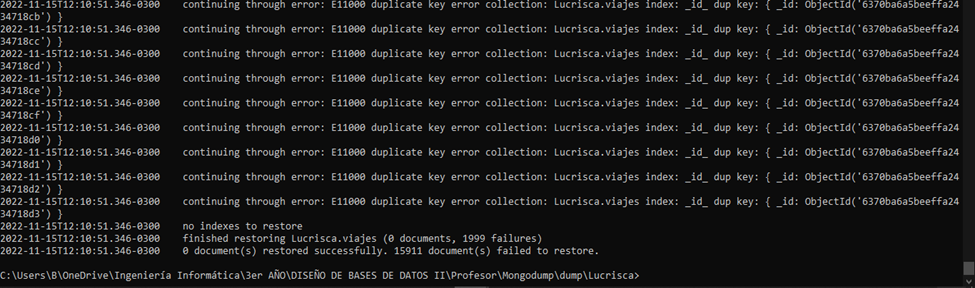 2022-11-15T12:10:51.346-0300    continuing through error: E11000 duplicate key error collection: Lucrisca.viajes index: _id_ dup key: { _id: ObjectId('6370ba6a5beeffa24
34718cb') }
2022-11-15T12:10:51.346-0300    continuing through error: E11000 duplicate key error collection: Lucrisca.viajes index: _id_ dup key: { _id: ObjectId('6370ba6a5beeffa24
34718cc') }
2022-11-15T12:10:51.346-0300    continuing through error: E11000 duplicate key error collection: Lucrisca.viajes index: _id_ dup key: { _id: ObjectId('6370ba6a5beeffa24
34718cd') }
2022-11-15T12:10:51.346-0300    continuing through error: E11000 duplicate key error collection: Lucrisca.viajes index: _id_ dup key: { _id: ObjectId('6370ba6a5beeffa24
34718ce') }
2022-11-15T12:10:51.346-0300    continuing through error: E11000 duplicate key error collection: Lucrisca.viajes index: _id_ dup key: { _id: ObjectId('6370ba6a5beeffa24
34718cf') }
2022-11-15T12:10:51.346-0300    continuing through error: E11000 duplicate key error collection: Lucrisca.viajes index: _id_ dup key: { _id: ObjectId('6370ba6a5beeffa24
34718d0') }
2022-11-15T12:10:51.346-0300    continuing through error: E11000 duplicate key error collection: Lucrisca.viajes index: _id_ dup key: { _id: ObjectId('6370ba6a5beeffa24
34718d1') }
2022-11-15T12:10:51.346-0300    continuing through error: E11000 duplicate key error collection: Lucrisca.viajes index: _id_ dup key: { _id: ObjectId('6370ba6a5beeffa24
34718d2') }
2022-11-15T12:10:51.346-0300    continuing through error: E11000 duplicate key error collection: Lucrisca.viajes index: _id_ dup key: { _id: ObjectId('6370ba6a5beeffa24
34718d3') }
2022-11-15T12:10:51.346-0300    no indexes to restore
2022-11-15T12:10:51.346-0300    finished restoring Lucrisca.viajes (0 documents, 1999 failures)
2022-11-15T12:10:51.346-0300    0 document(s) restored successfully. 15911 document(s) failed to restore.
C:\Users\B\OneDrive\Ingeniería Informática\3er AÑO\DISEÑO DE BASES DE DATOS II\Profesor\Mongodump\dump\Lucrisca>